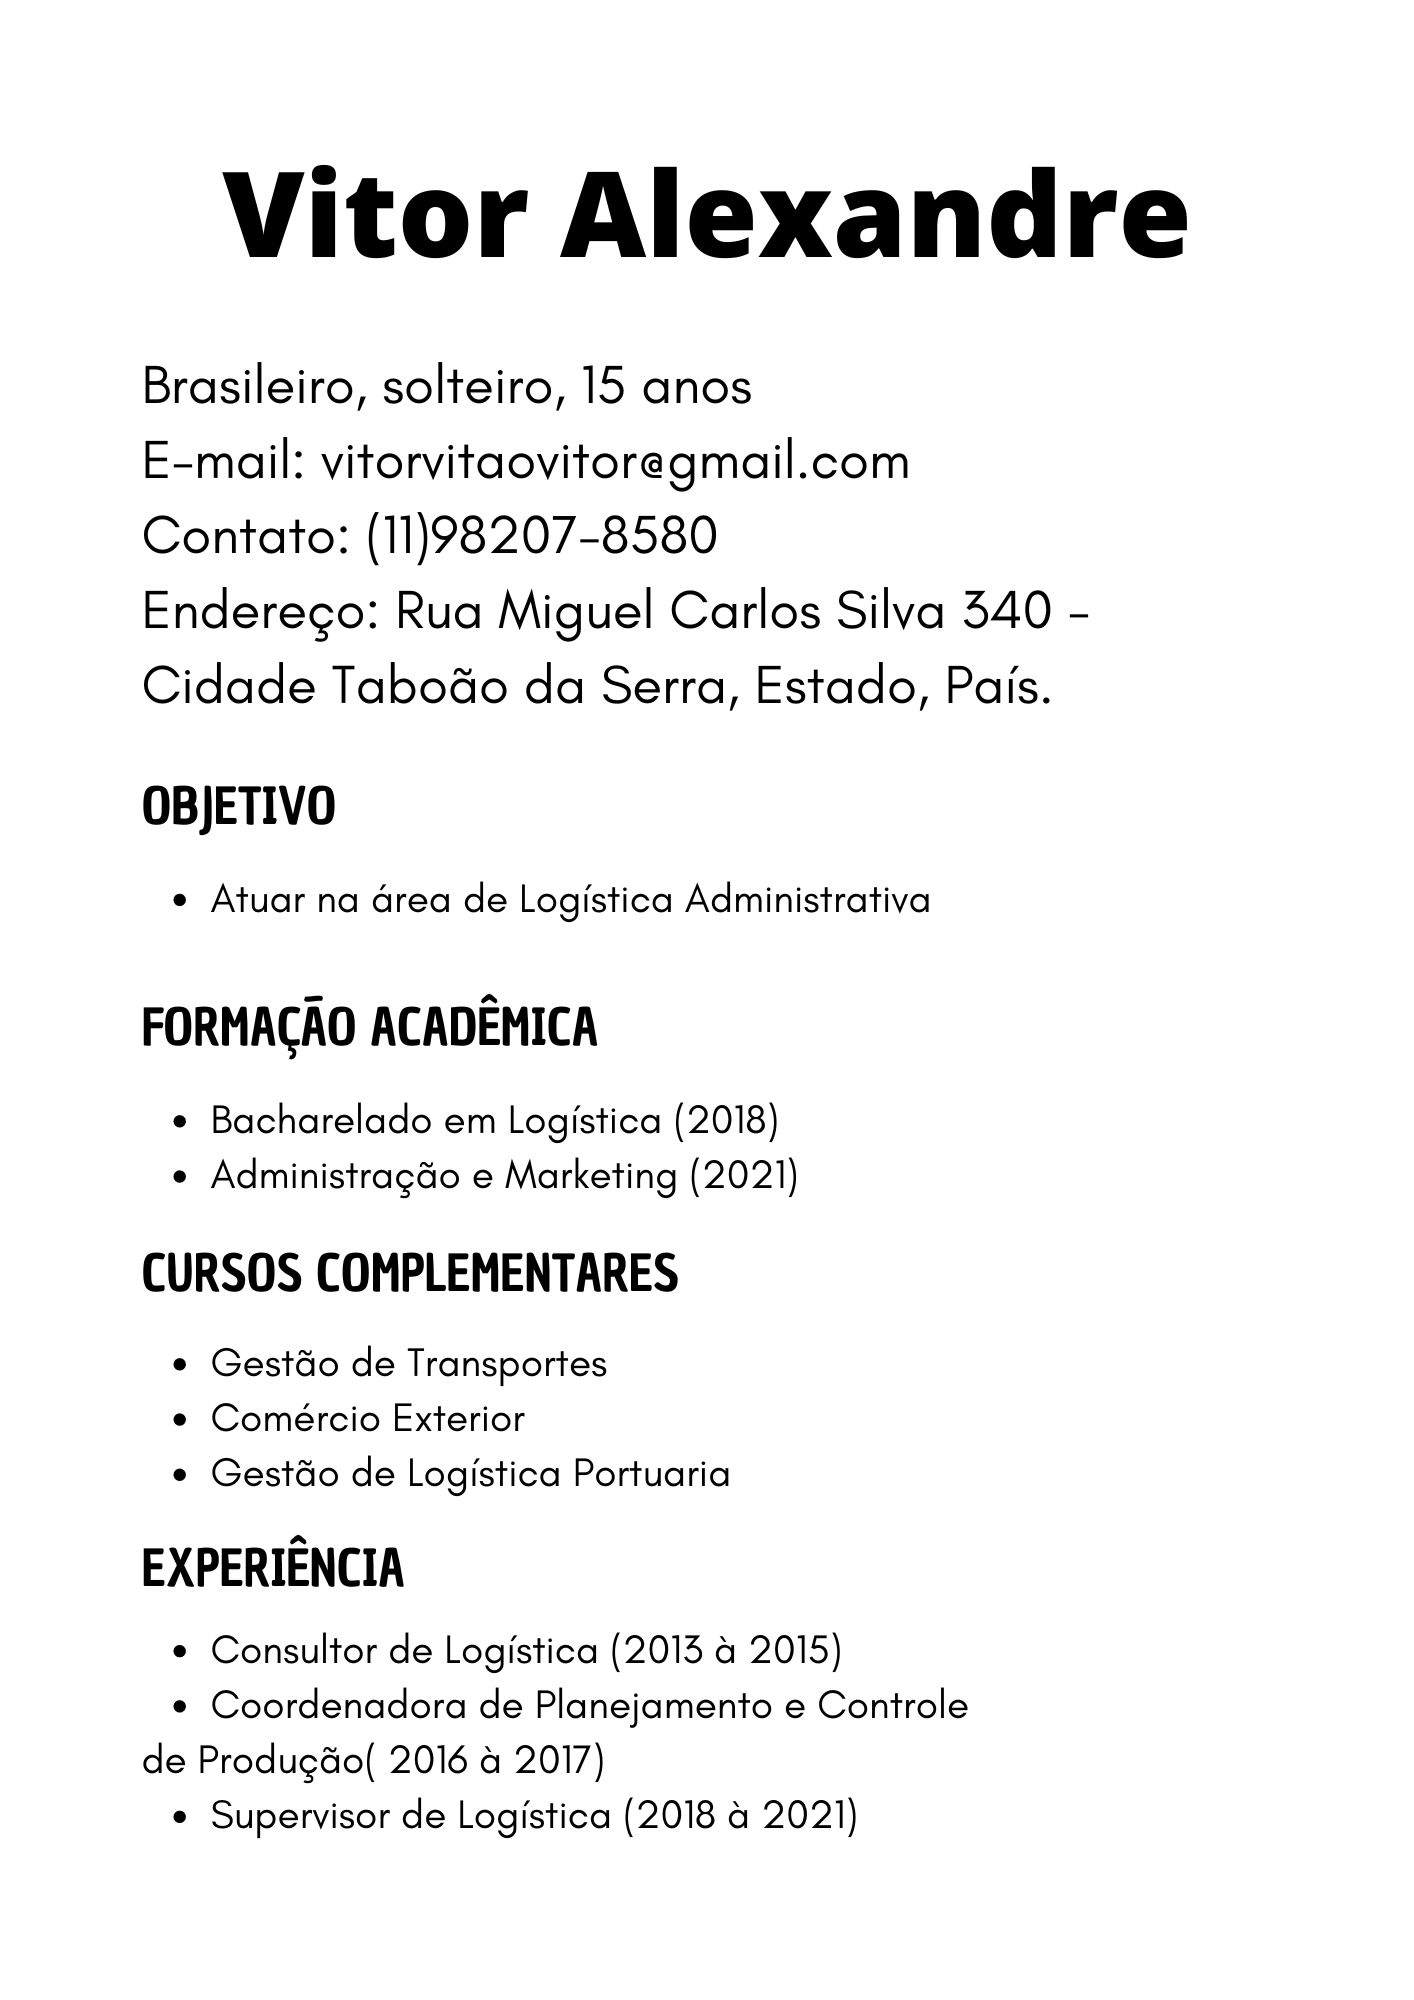 Vitor Alexandre
Brasileiro, solteiro, 15 anos
E-mail: vitorvitaovitor@gmail.com
Contato: (11)98207-8580
Endereço: Rua Miguel Carlos Silva 340 -
Cidade Taboão da Serra, Estado, País.
OBJETIVO
• Atuar na área de Logística Administrativa
FORMAÇÃO ACADÊMICA
• Bacharelado em Logística (2018)
• Administração e Marketing (2021)
CURSOS COMPLEMENTARES
• Gestão de Transportes
• Comércio Exterior
• Gestão de Logística Portuaria
EXPERIÊNCIA
• Consultor de Logística (2013 à 2015)
• Coordenadora de Planejamento e Controle
de Produção( 2016 à 2017)
• Supervisor de Logística (2018 à 2021)